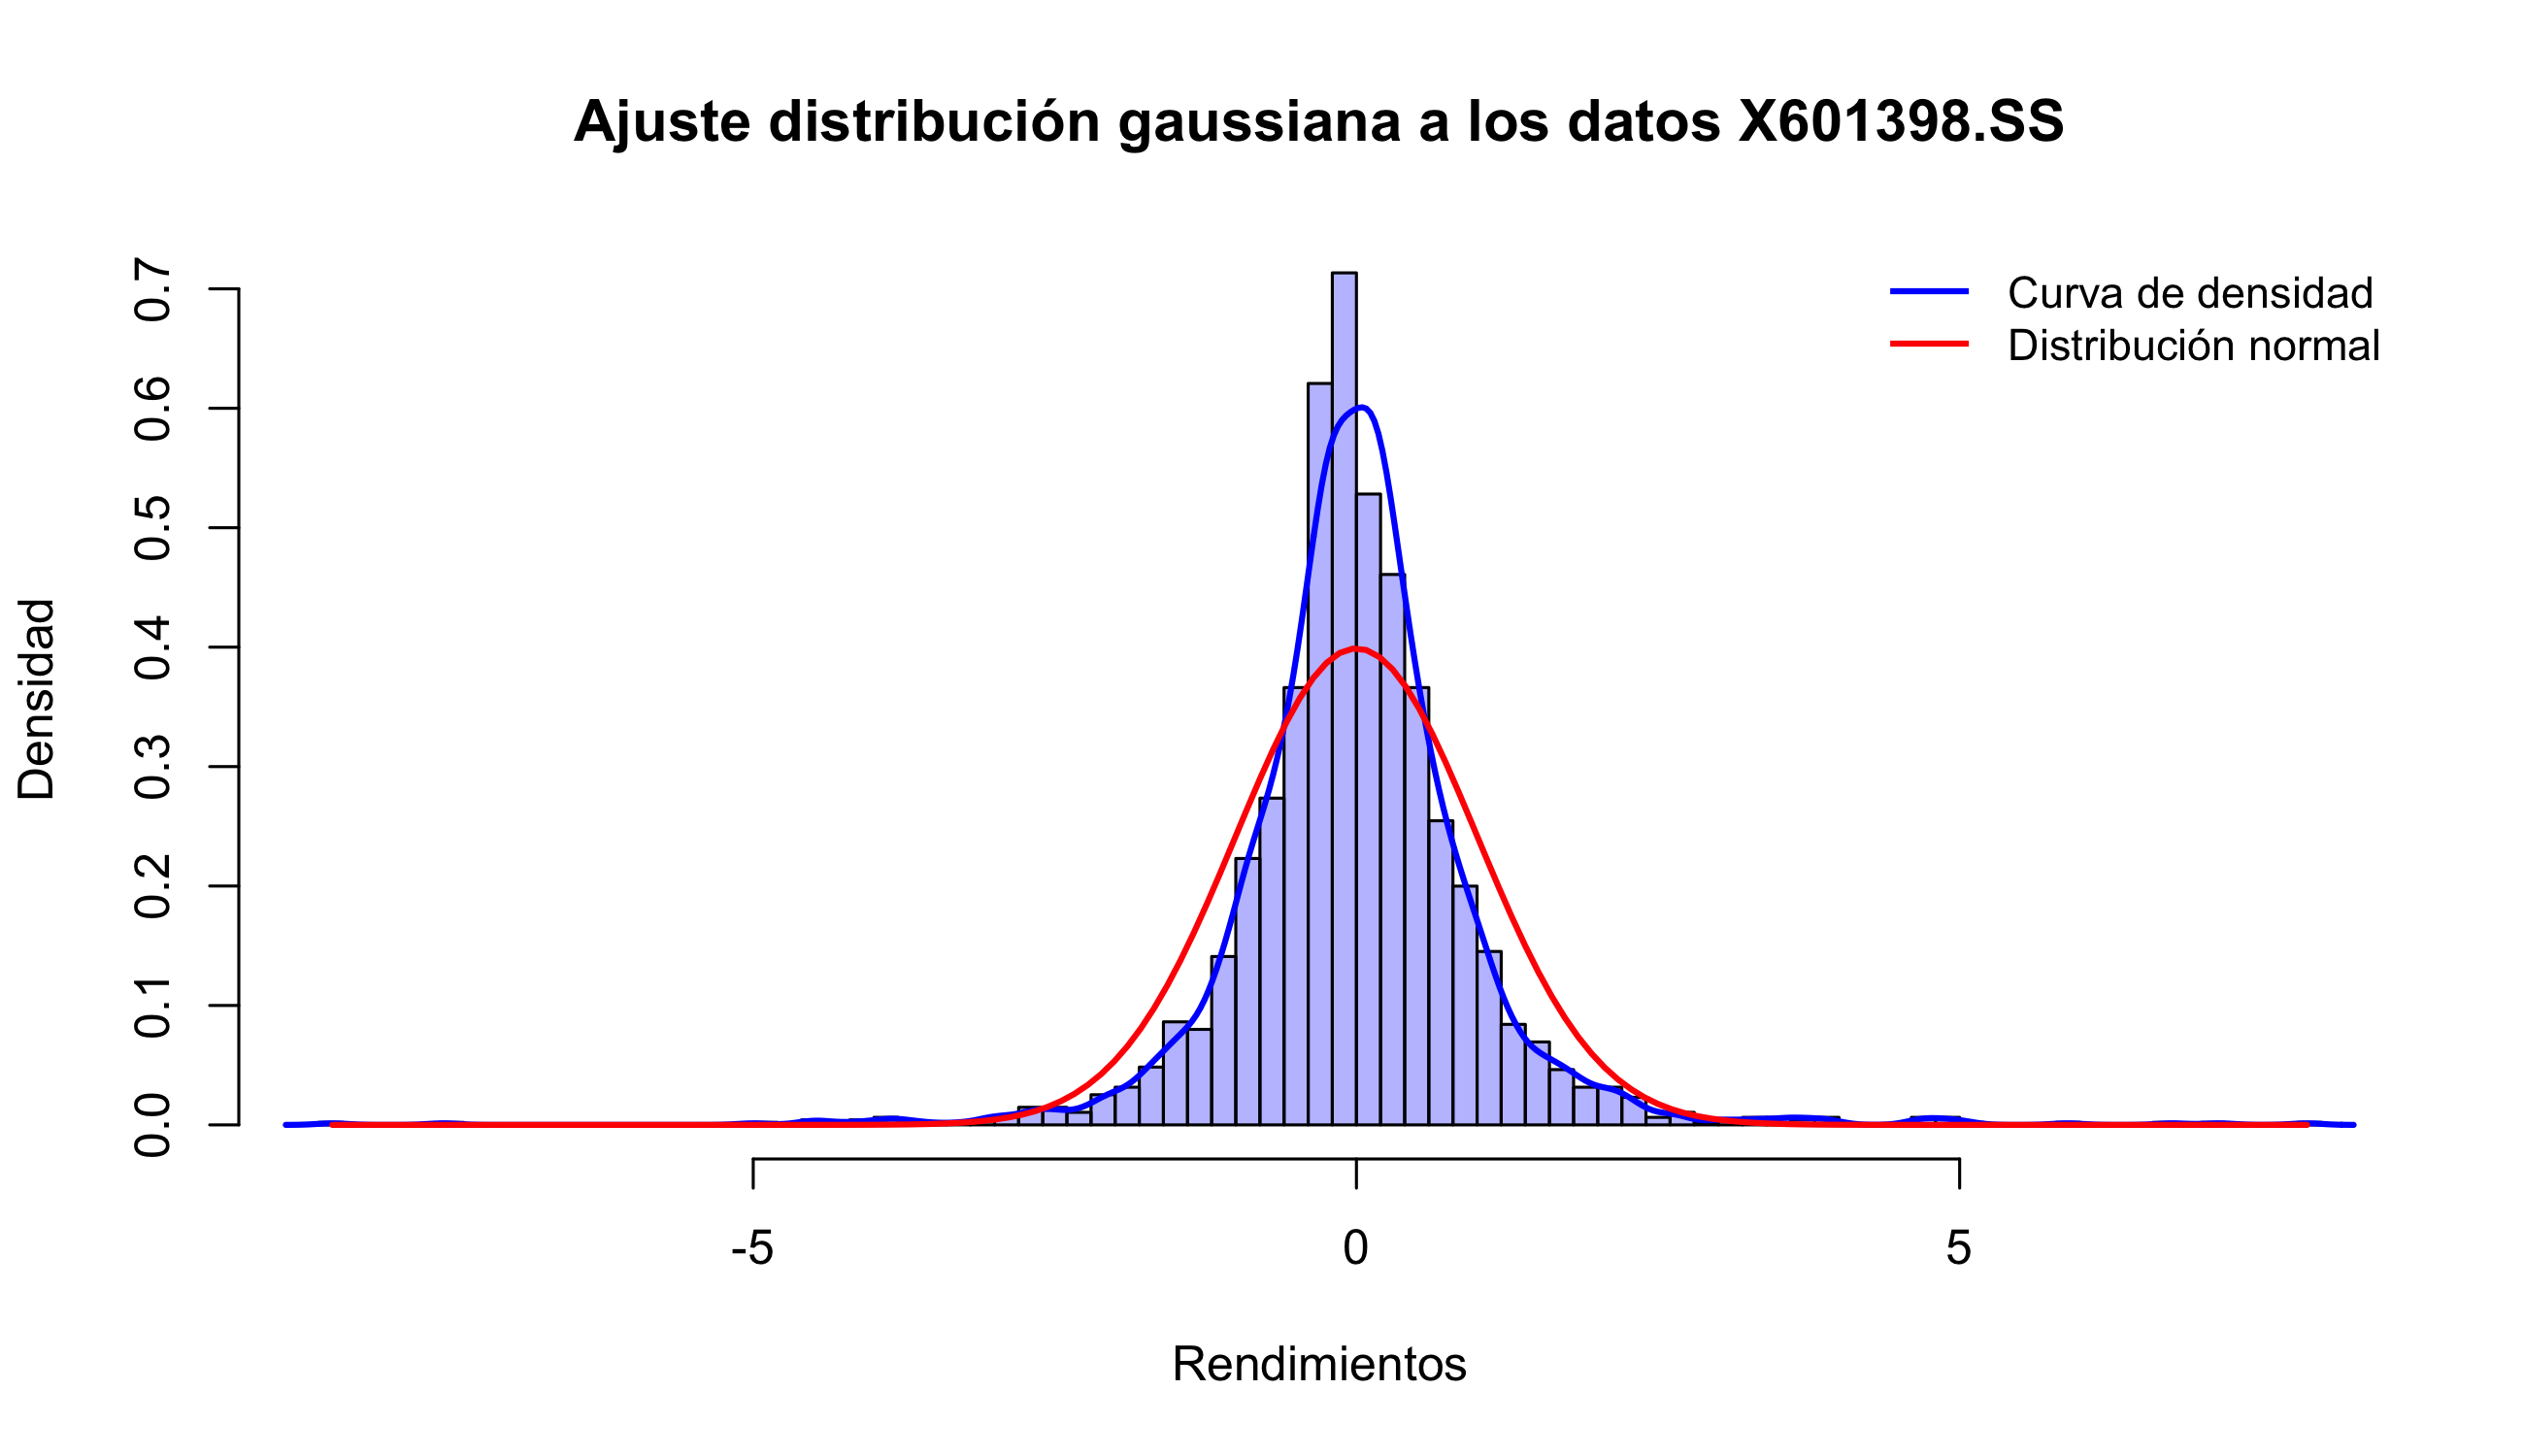 Ajuste distribución gaussiana a los datos X601398.SS
Curva de densidad
Distribución normal
Densidad
0.7
0.6
0.5
0.4
0.3
0.2
0.1
0.0
-5 0 5
Rendimientos